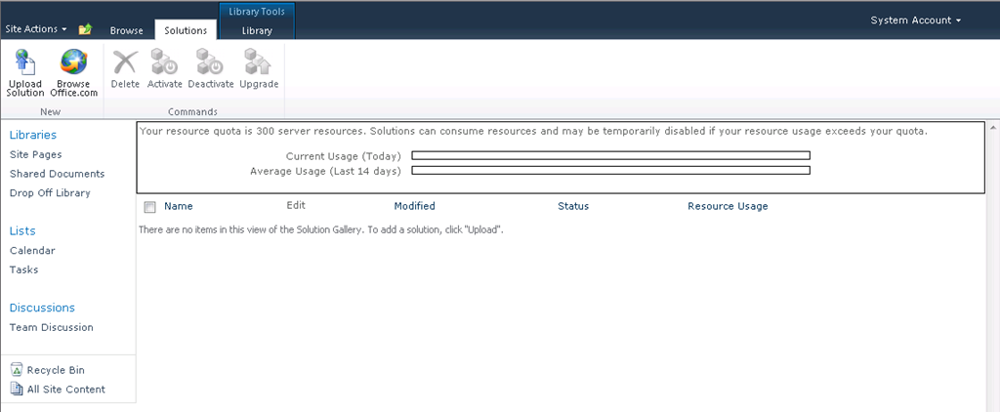 Library Tools
Site Actions Browse Solutions Library System Account
Upload Solution Browse Office.com Delete Activate Deactivate Upgrade
New Commands
Libraries
Site Pages
Shared Documents
Drop Off Library
Lists
Calendar
Tasks
Discussions
Team Discussion
Recycle Bin
All Site Content
Your resource quota is 300 server resources. Solutions can consume resources and may be temporarily disabled if your resource usage exceeds your quota.
Current Usage (Today)
Average Usage (Last 14 days)
Name Edit Modified Status Resource Usage
There are no items in this view of the Solution Gallery. To add a solution, click "Upload".